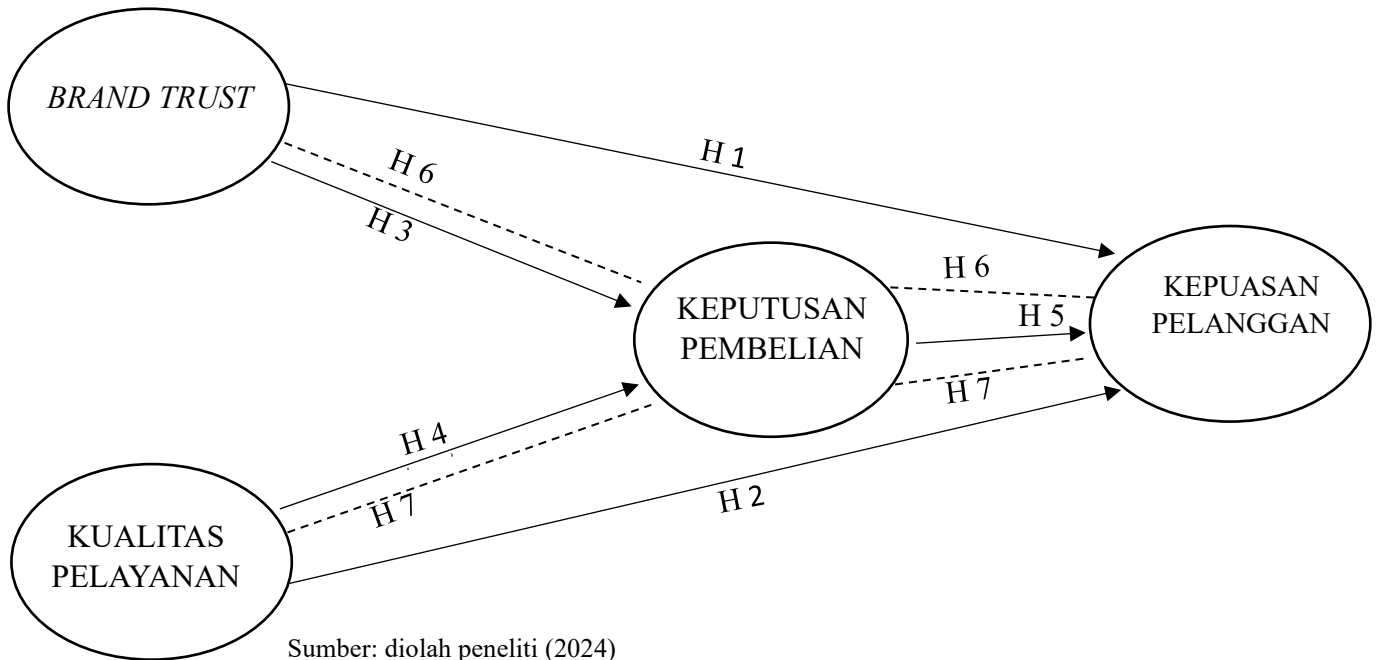 BRAND TRUST
H 1
H 6
H 3
H 6
KEPUTUSAN
PEMBELIAN
H 5
KEPUASAN
PELANGGAN
H 7
H 4
H 7
H 2
KUALITAS
PELAYANAN
Sumber: diolah peneliti (2024)